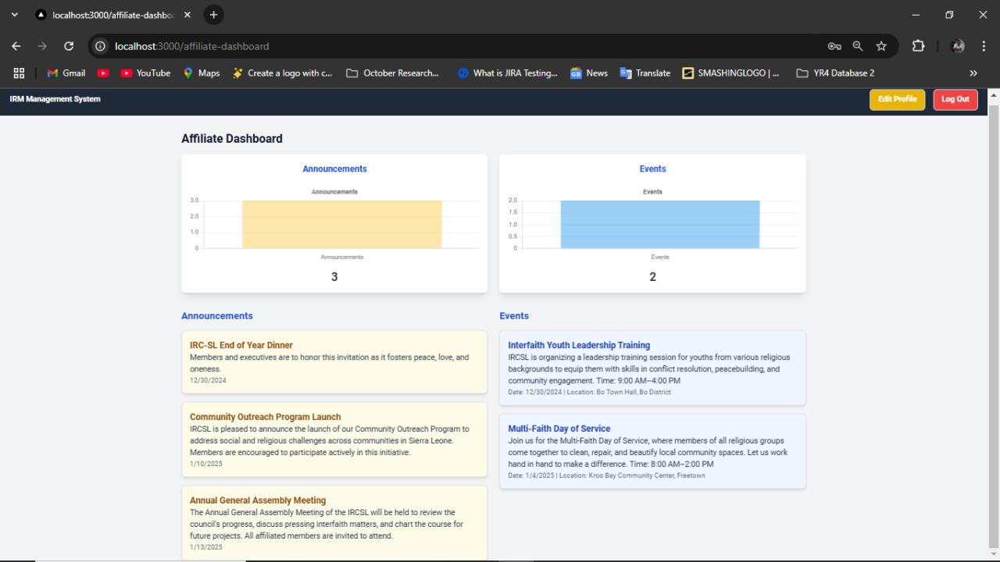 localhost:3000/affiliate-dashbo
localhost:3000/affiliate-dashboard
Gmail
YouTube
Maps
Create a logo with c...
October Research...
What is JIRA Testing...
News
Translate
SMASHINGLOGO | ...
YR4 Database 2
»
IRM Management System
Edit Profile
Log Out
Affiliate Dashboard
Announcements
Announcements
3.0
2.0
1.0
0
Announcements
3
Events
Events
2.0
1.5
1.0
0.5
0
Events
2
Announcements
IRC-SL End of Year Dinner
Members and executives are to honor this invitation as it fosters peace, love, and
oneness.
12/30/2024
Community Outreach Program Launch
IRCSL is pleased to announce the launch of our Community Outreach Program to
address social and religious challenges across communities in Sierra Leone.
Members are encouraged to participate actively in this initiative.
1/10/2025
Annual General Assembly Meeting
The Annual General Assembly Meeting of the IRCSL will be held to review the
council's progress, discuss pressing interfaith matters, and chart the course for
future projects. All affiliated members are invited to attend.
1/13/2025
Events
Interfaith Youth Leadership Training
IRCSL is organizing a leadership training session for youths from various religious
backgrounds to equip them with skills in conflict resolution, peacebuilding, and
community engagement. Time: 9:00 AM–4:00 PM
Date: 12/30/2024 | Location: Bo Town Hall, Bo District
Multi-Faith Day of Service
Join us for the Multi-Faith Day of Service, where members of all religious groups
come together to clean, repair, and beautify local community spaces. Let us work
hand in hand to make a difference. Time: 8:00 AM–2:00 PM
Date: 1/4/2025 | Location: Kroo Bay Community Center, Freetown